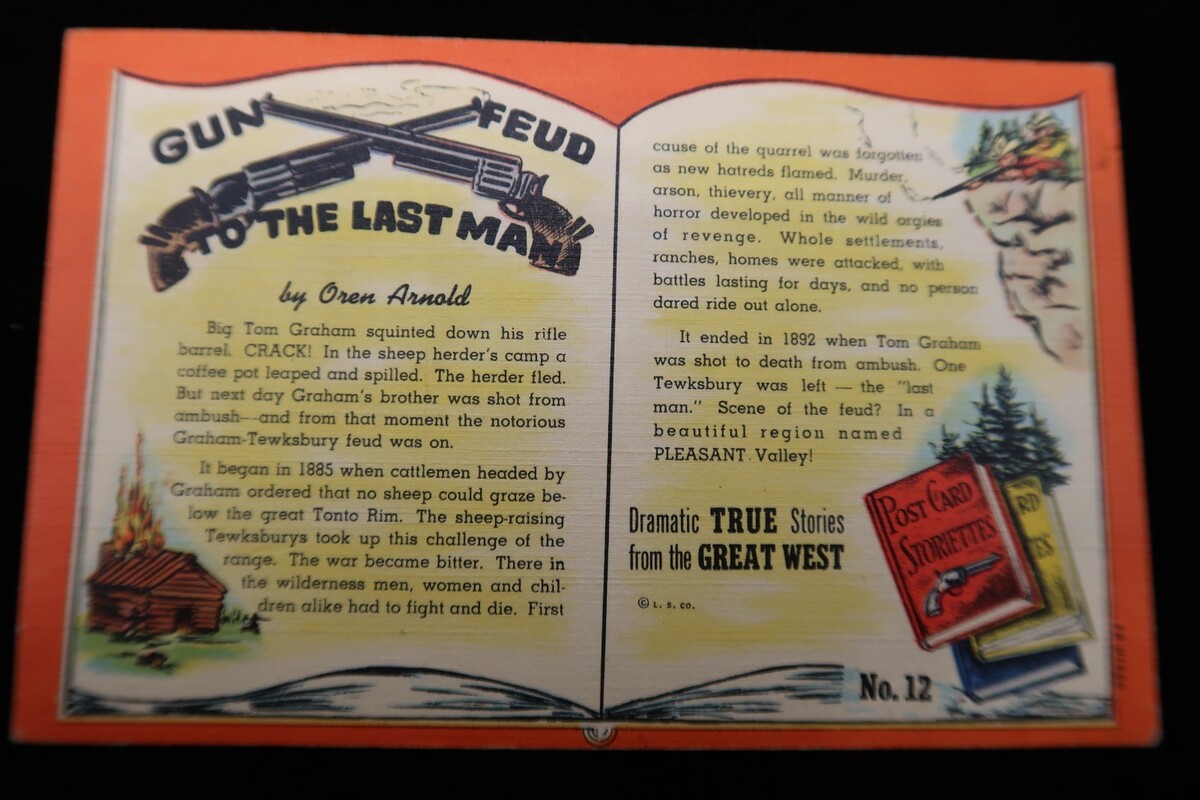 GUN FEUD
TO THE LAST MAN
by Oren Arnold
Big Tom Graham squinted down his rifle
barrel. CRACK! In the sheep herder's camp a
coffee pot leaped and spilled. The herder fled.
But next day Graham's brother was shot from
ambush--and from that moment the notorious
Graham-Tewksbury feud was on.
It began in 1885 when cattlemen headed by
Graham ordered that no sheep could graze be-
low the great Tonto Rim. The sheep-raising
Tewksburys took up this challenge of the
range. The war became bitter. There in
the wilderness men, women and chil-
dren alike had to fight and die. First
cause of the quarrel was forgotten
as new hatreds flamed. Murder,
arson, thievery, all manner of
horror developed in the wild orgies
of revenge. Whole settlements,
ranches, homes were attacked, with
battles lasting for days, and no person
dared ride out alone.
It ended in 1892 when Tom Graham
was shot to death from ambush. One
Tewksbury was left — the "last
man." Scene of the feud? In a
beautiful region named
PLEASANT Valley!
Dramatic TRUE Stories
from the GREAT WEST
© L. S. CO.
POST CARD
STORIETTES
RD
TES
No. 12